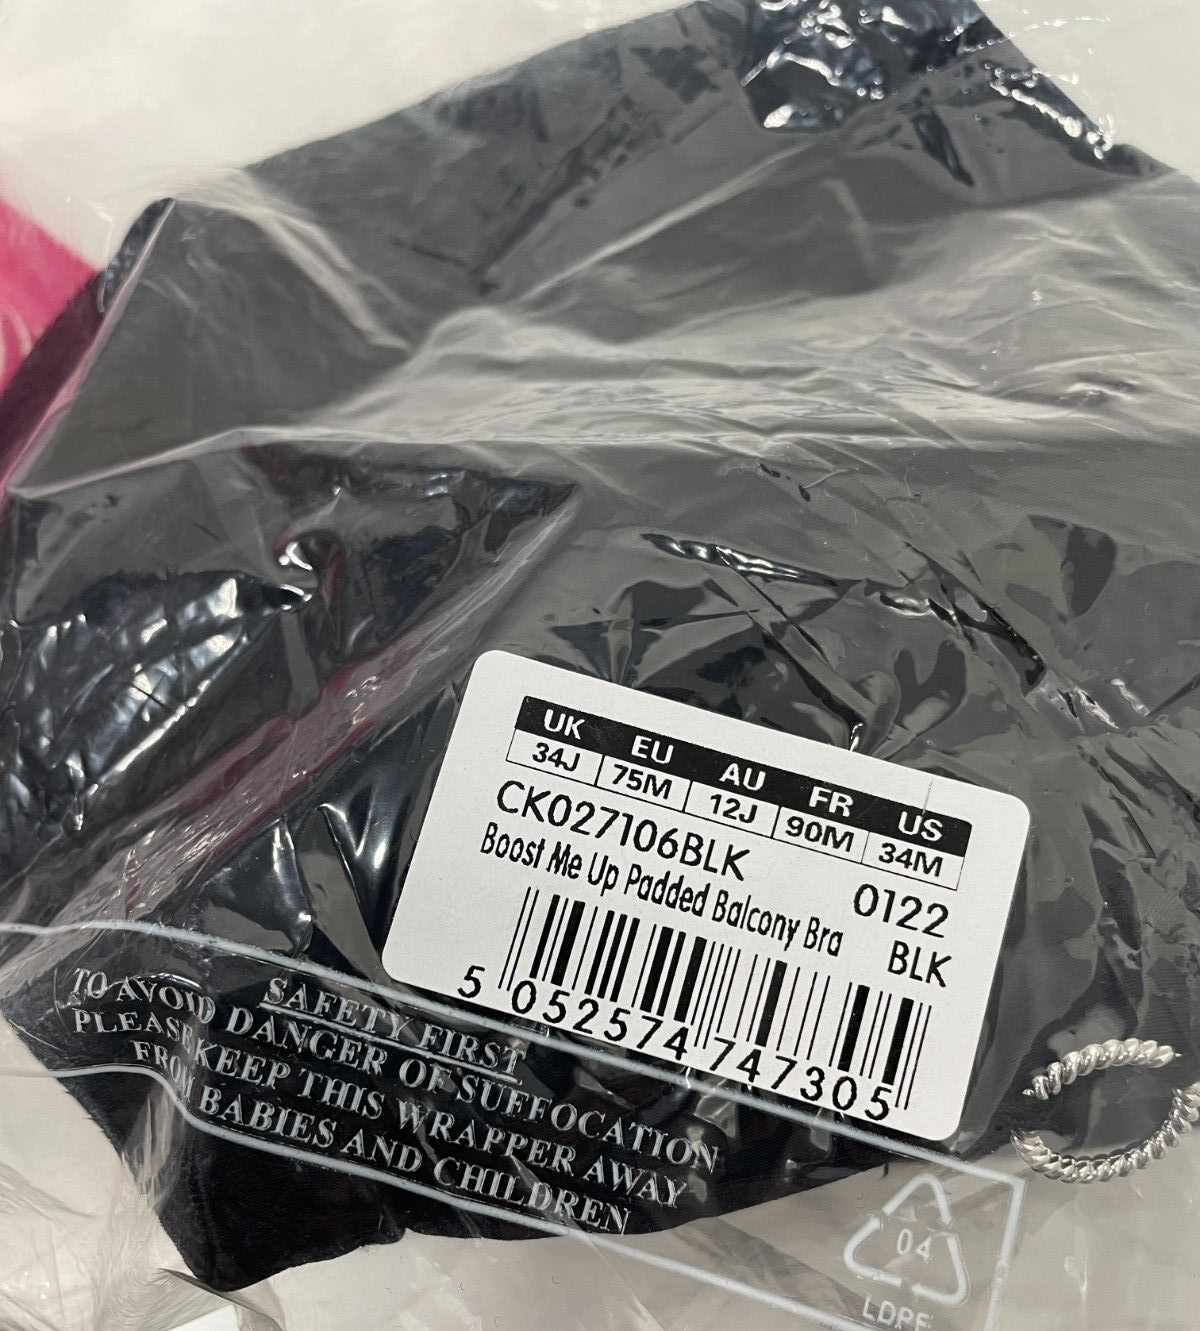 UK EU AU FR US
34J 75M 12J 90M 34M
CK027106BLK 0122
Boost Me Up Padded Balcony Bra BLK
5 052574 747305
SAFETY FIRST
TO AVOID DANGER OF SUFFOCATION
PLEASE KEEP THIS WRAPPER AWAY
FROM BABIES AND CHILDREN
04
LDPE